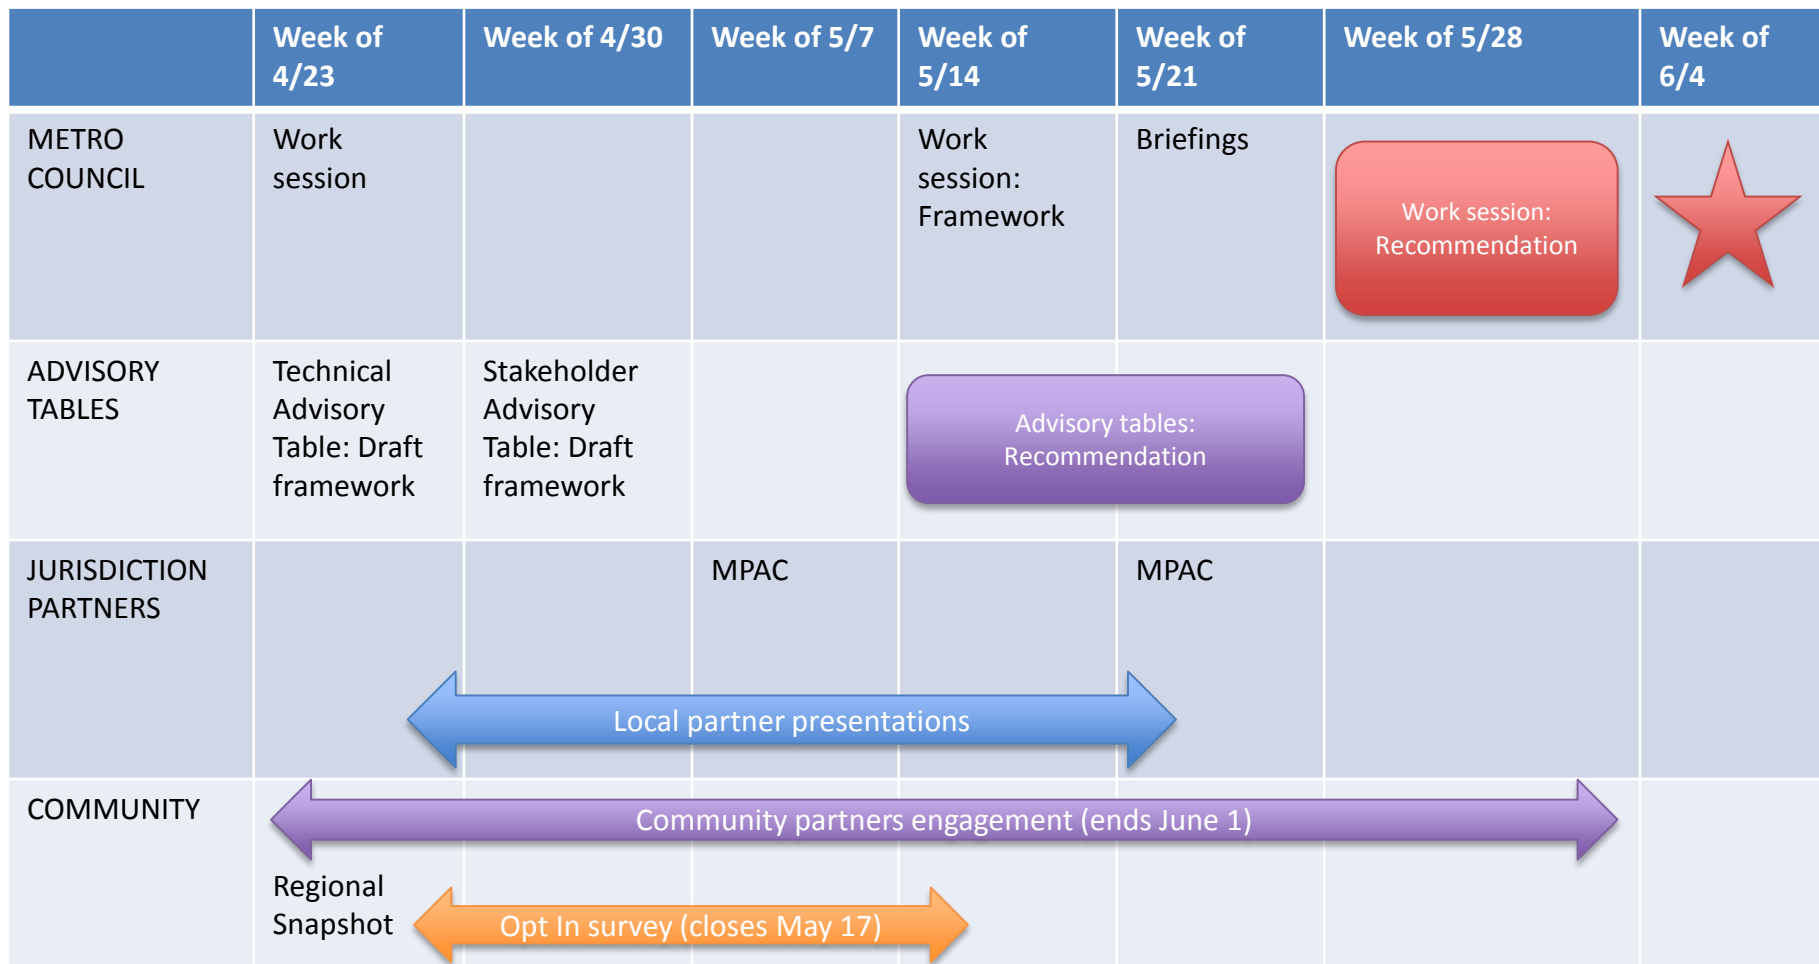 Week of
4/23
Week of 4/30
Week of 5/7
Week of
5/14
Week of
5/21
Week of 5/28
Week of
6/4
METRO
COUNCIL
Work
session
Work
session:
Framework
Briefings
Work session:
Recommendation
ADVISORY
TABLES
Technical
Advisory
Table: Draft
framework
Stakeholder
Advisory
Table: Draft
framework
Advisory tables:
Recommendation
JURISDICTION
PARTNERS
MPAC
MPAC
Local partner presentations
COMMUNITY
Community partners engagement (ends June 1)
Regional
Snapshot
Opt In survey (closes May 17)